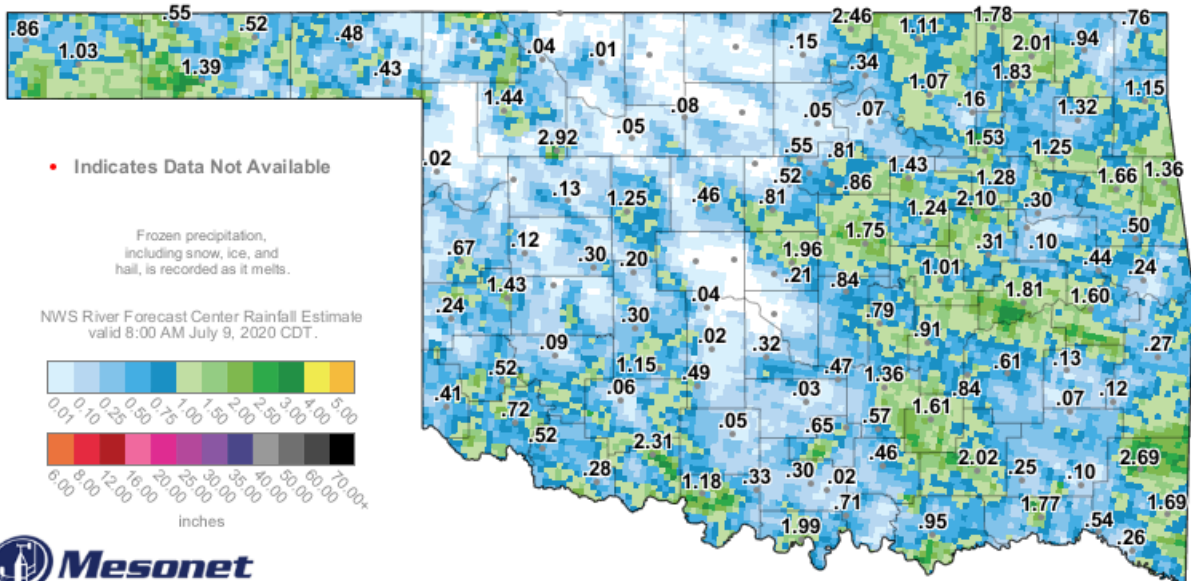 .55 2.46 1.78 .76
.86 .52 1.11
.48 .04 .01 .15 2.01 .94
1.03 1.39 .43 .34 1.83
1.07 1.15
1.44 .08 .05 .07 .16 1.32
2.92 .05 .55 .81 1.53 1.25
.02 1.43 1.36
Indicates Data Not Available
.52 .86 1.28 1.66
.13 1.25 .46 .81 1.24 2.10 .30
Frozen precipitation,
including snow, ice, and
hail, is recorded as it melts.
.67 .12 1.75 .31 .10 .50
.30 .20 1.96 .21 1.01 .44 .24
1.43 .04 .84 1.81 1.60
.24 .30 .79
NWS River Forecast Center Rainfall Estimate
valid 8:00 AM July 9, 2020 CDT.
.09 .02 .32 .91 .27
.52 1.15 .49 .47 1.36 .61 .13
.41 .06 .03 .84 .07 .12
0.01 0.10 0.25 0.50 0.75 1.00 1.50 2.00 2.50 3.00 4.00 5.00
.72 .05 .65 .57 1.61
.52 2.31 .46 2.02 2.69
.28 1.18 .33 .30 .02 .25 .10
6.00 8.00 12.00 16.00 20.00 25.00 30.00 35.00 40.00 50.00 60.00 70.00+
inches
.71 1.77 1.69
1.99 .95 .54 .26
Mesonet